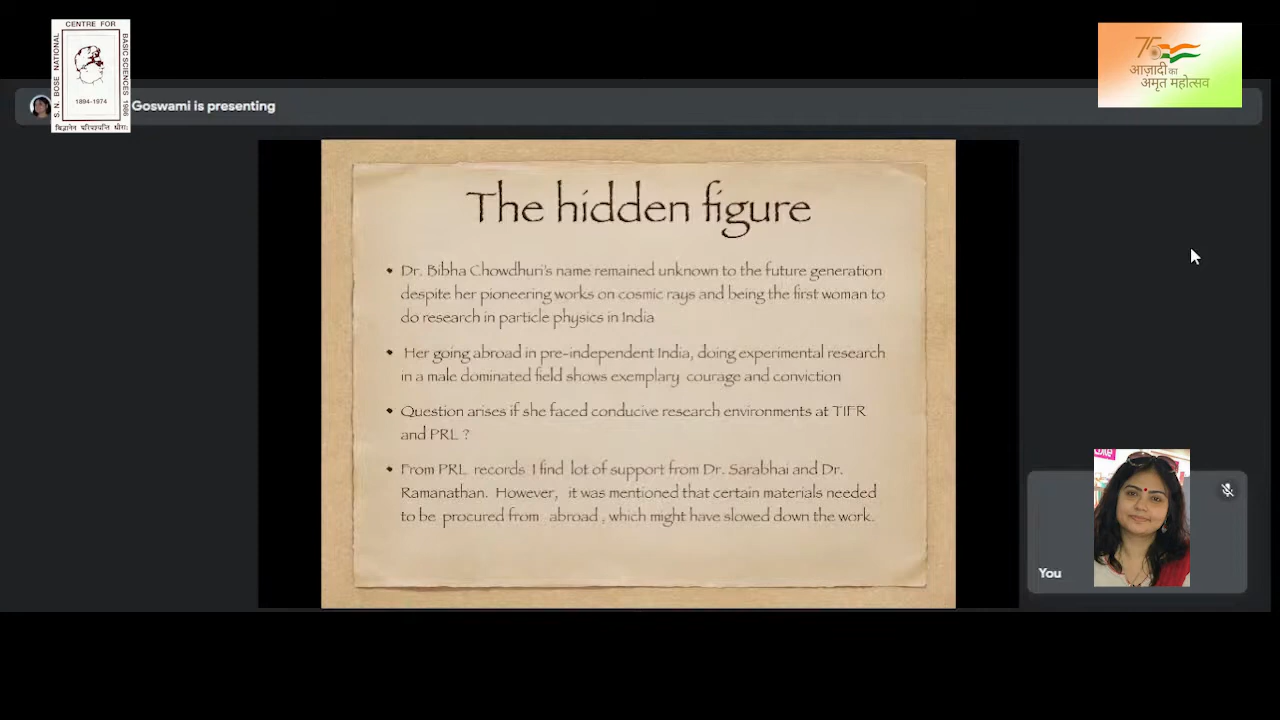 CENTRE FOR
S. N. BOSE NATIONAL
BASIC SCIENCES 1986
1894-1974
75
आज़ादी का
अमृत महोत्सव
Goswami is presenting
The hidden figure
• Dr. Bibha Chowdhuri's name remained unknown to the future generation
despite her pioneering works on cosmic rays and being the first woman to
do research in particle physics in India
• Her going abroad in pre-independent India, doing experimental research
in a male dominated field shows exemplary courage and conviction
• Question arises if she faced conducive research environments at TIFR
and PRL ?
• From PRL records I find lot of support from Dr. Sarabhai and Dr.
Ramanathan. However, it was mentioned that certain materials needed
to be procured from abroad , which might have slowed down the work.
You